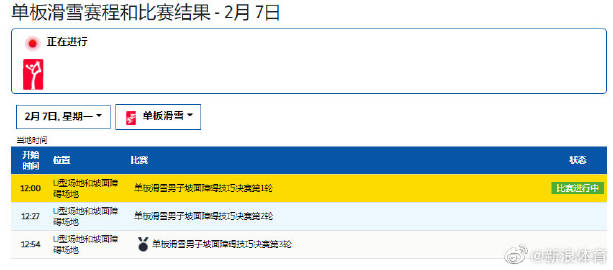 单板滑雪赛程和比赛结果 - 2月 7日
正在进行
2月 7日, 星期一
单板滑雪
当地时间
开始
时间
位置
比赛
状态
12:00
U型场地和坡面障
碍场地
单板滑雪男子坡面障碍技巧决赛第1轮
比赛进行中
12:27
U型场地和坡面障
碍场地
单板滑雪男子坡面障碍技巧决赛第2轮
12:54
U型场地和坡面障
碍场地
单板滑雪男子坡面障碍技巧决赛第3轮
@新浪体育